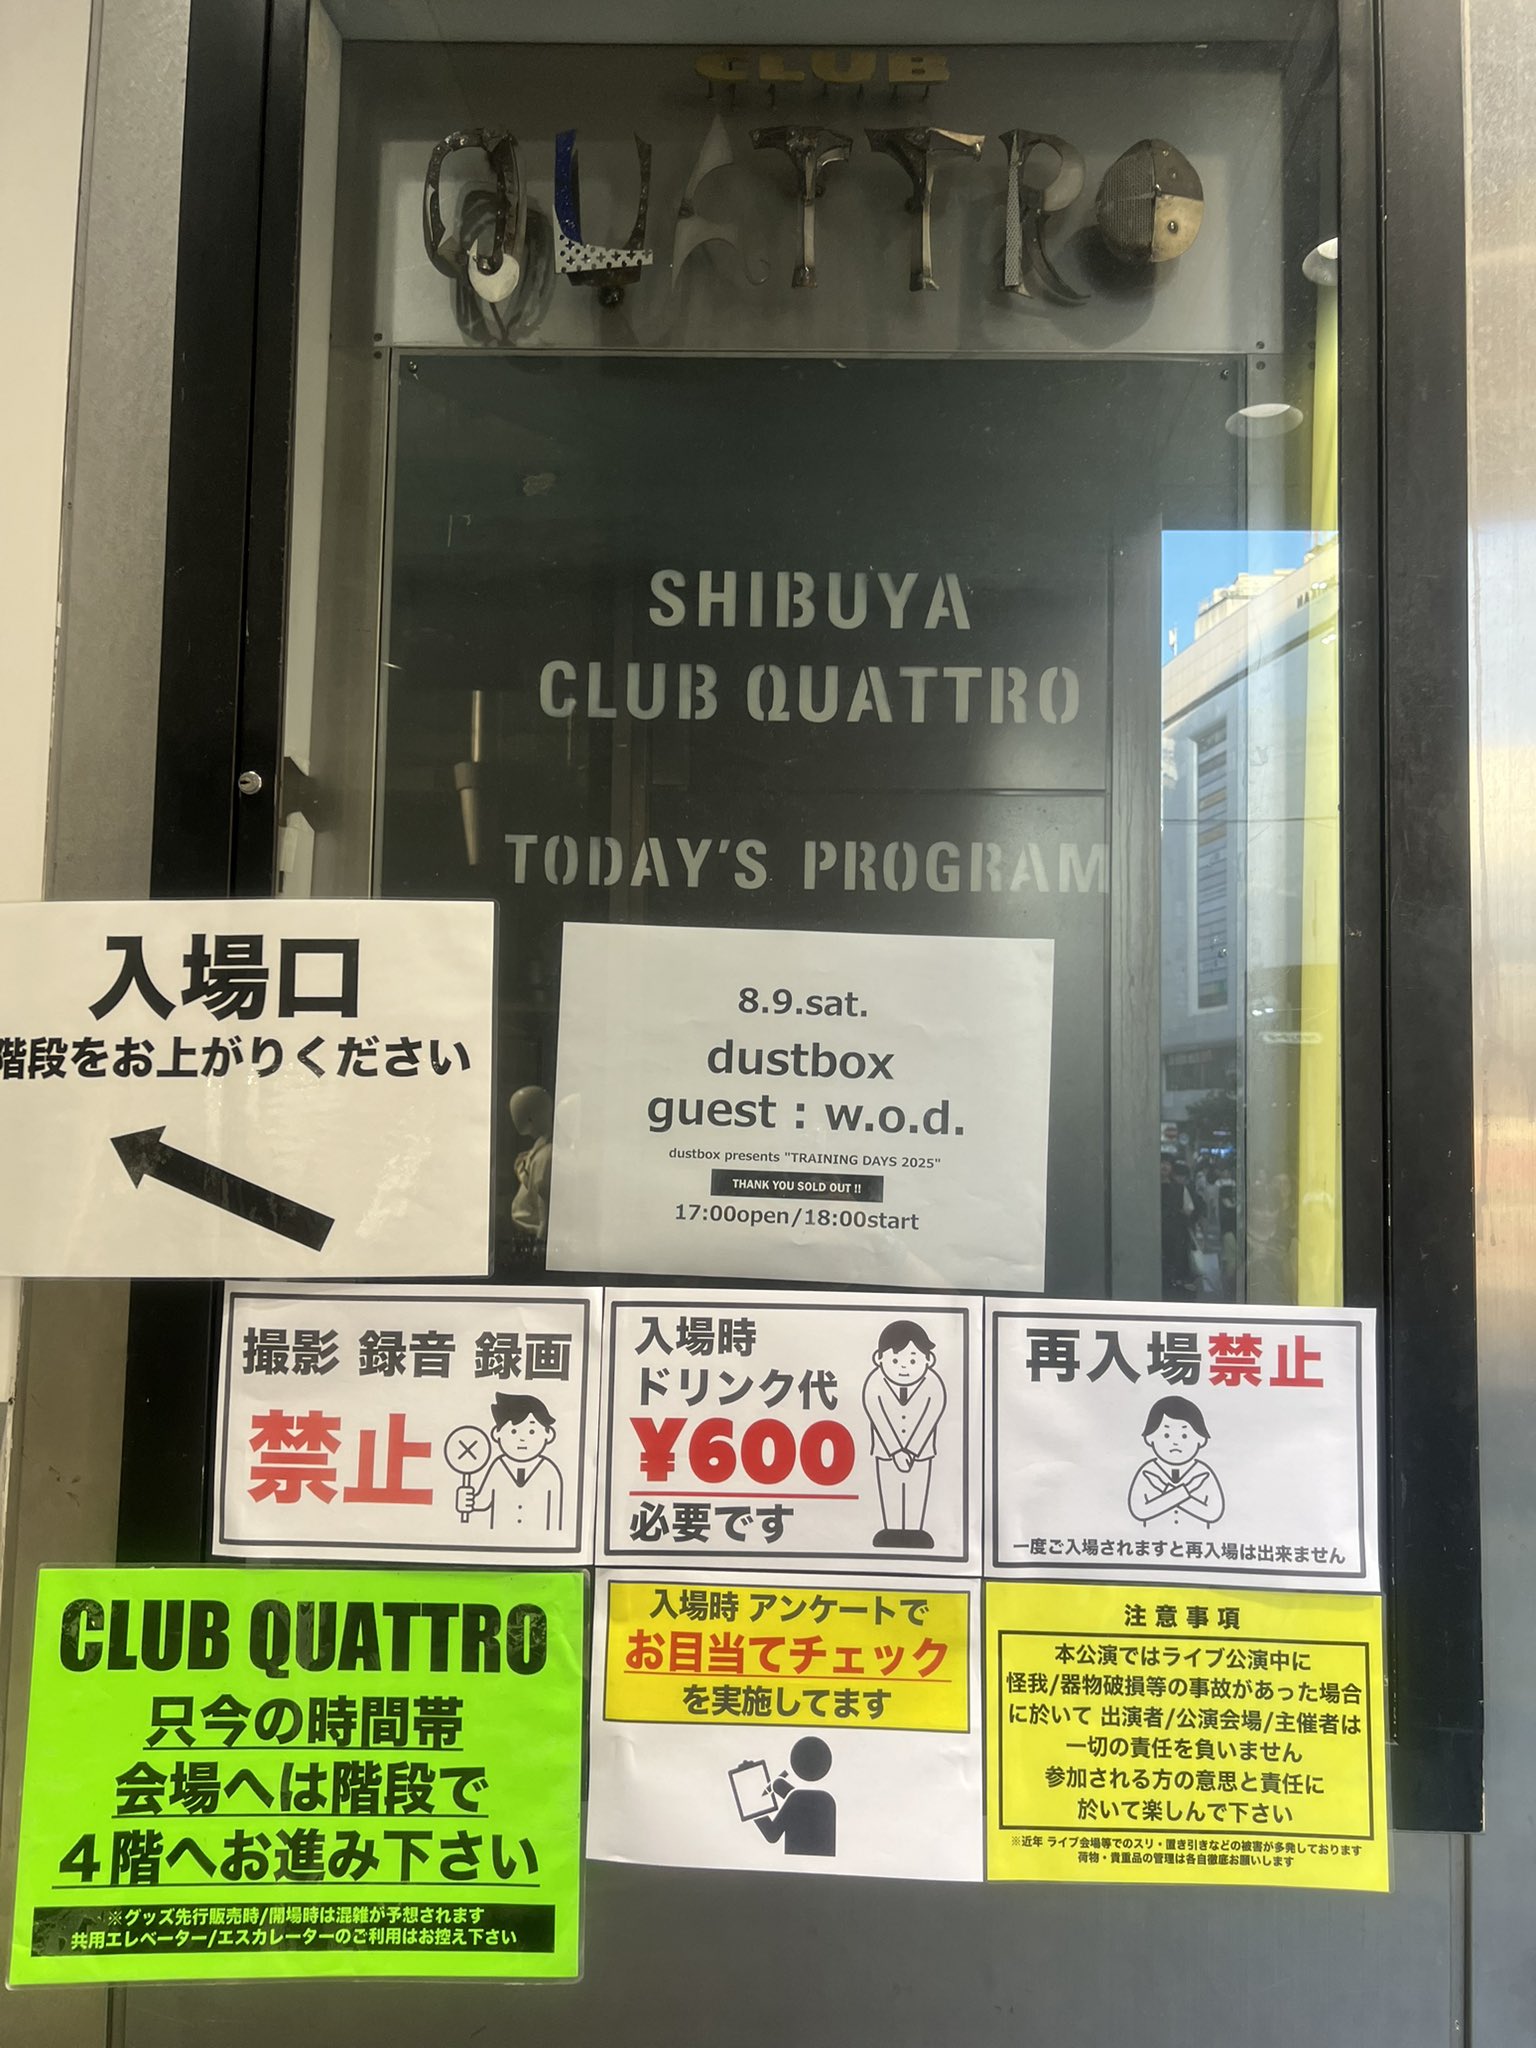 CLUB
QUATTRO
SHIBUYA
CLUB QUATTRO
TODAY'S PROGRAM
入場口
階段をお上がりください
8.9.sat.
dustbox
guest : w.o.d.
dustbox presents "TRAINING DAYS 2025"
THANK YOU SOLD OUT !!
17:00open/18:00start
撮影 録音 録画
禁止
入場時
ドリンク代
¥600
必要です
再入場禁止
一度ご入場されますと再入場は出来ません
CLUB QUATTRO
只今の時間帯
会場へは階段で
4階へお進み下さい
※グッズ先行販売時/開場時は混雑が予想されます
共用エレベーター/エスカレーターのご利用はお控え下さい
入場時 アンケートで
お目当てチェック
を実施してます
注意事項
本公演ではライブ公演中に
怪我/器物破損等の事故があった場合
に於いて 出演者/公演会場/主催者は
一切の責任を負いません
参加される方の意思と責任に
於いて楽しんで下さい
※近年 ライブ会場等でのスリ・置き引きなどの被害が多発しております
荷物・貴重品の管理は各自徹底お願いします